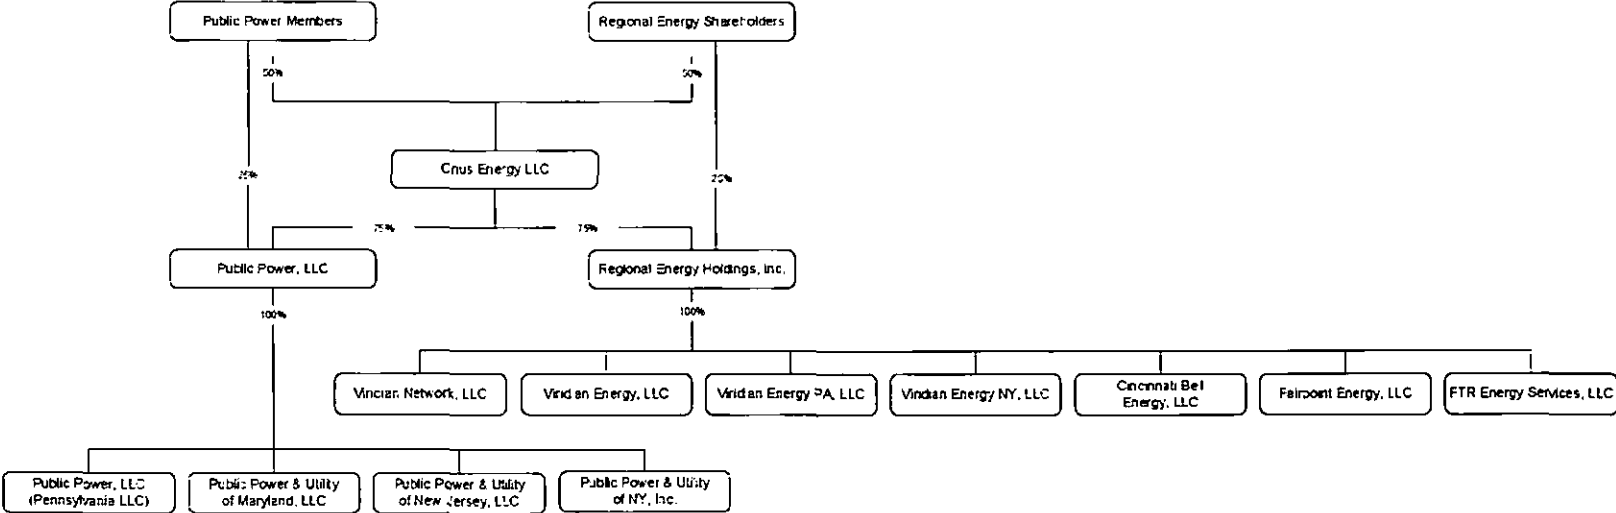 Public Power Members
Regional Energy Shareholders
50%
50%
Crius Energy LLC
25%
25%
75%
75%
Public Power, LLC
Regional Energy Holdings, Inc.
100%
100%
Viridian Network, LLC
Viridian Energy, LLC
Viridian Energy PA, LLC
Viridian Energy NY, LLC
Cincinnati Bell
Energy, LLC
Fairpoint Energy, LLC
FTR Energy Services, LLC
Public Power, LLC
(Pennsylvania LLC)
Public Power & Utility
of Maryland, LLC
Public Power & Utility
of New Jersey, LLC
Public Power & Utility
of NY, Inc.